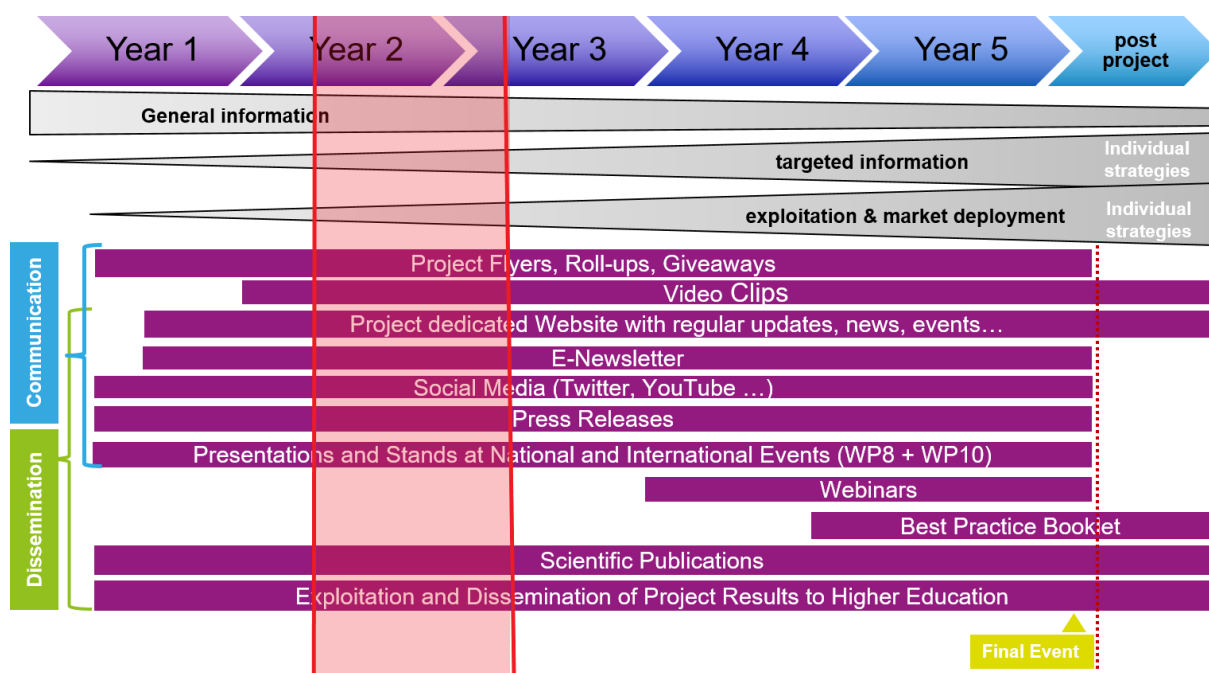 Year 1
Year 2
Year 3
Year 4
Year 5
post
project
General information
targeted information
Individual
strategies
exploitation & market deployment
Individual
strategies
Communication
Dissemination
Project Flyers, Roll-ups, Giveaways
Video Clips
Project dedicated Website with regular updates, news, events…
E-Newsletter
Social Media (Twitter, YouTube …)
Press Releases
Presentations and Stands at National and International Events (WP8 + WP10)
Webinars
Best Practice Booklet
Scientific Publications
Exploitation and Dissemination of Project Results to Higher Education
Final Event